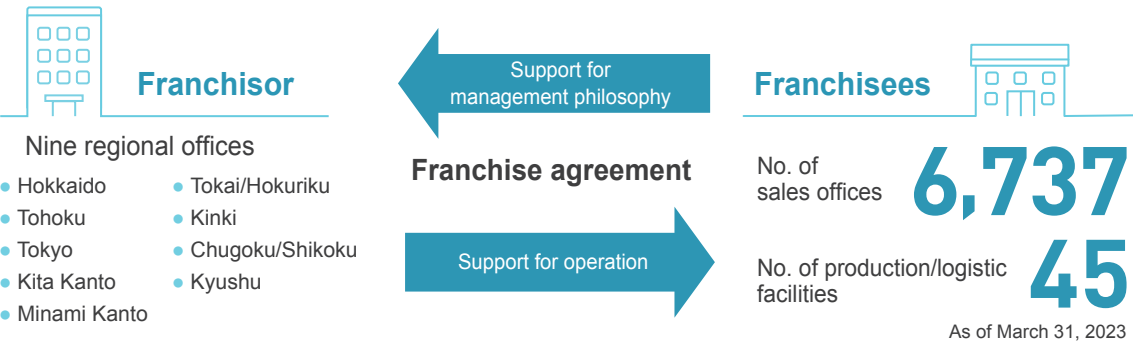 Franchisor
Nine regional offices
Hokkaido
Tohoku
Tokyo
Kita Kanto
Minami Kanto
Tokai/Hokuriku
Kinki
Chugoku/Shikoku
Kyushu
Support for
management philosophy
Franchise agreement
Support for operation
Franchisees
No. of
sales offices
6,737
No. of production/logistic
facilities
45
As of March 31, 2023